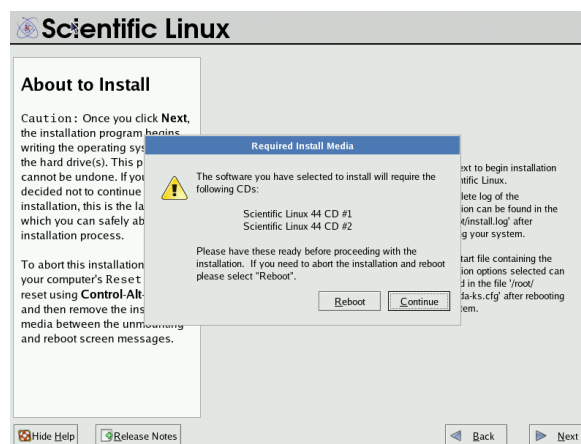 Scientific Linux
About to Install
Caution: Once you click Next,
the installation program begins
writing the operating sys
the hard drive(s). This p
cannot be undone. If you
decided not to continue
installation, this is the la
which you can safely ab
installation process.
To abort this installation
your computer's Reset
reset using Control-Alt-
and then remove the ins
media between the unmounting
and reboot screen messages.
Required Install Media
The software you have selected to install will require the
following CDs:
Scientific Linux 44 CD #1
Scientific Linux 44 CD #2
Please have these ready before proceeding with the
installation. If you need to abort the installation and reboot
please select "Reboot".
Reboot
Continue
ext to begin installation
ntific Linux.
lete log of the
ion can be found in the
t/install.log' after
g your system.
tart file containing the
ion options selected can
d in the file '/root/
da-ks.cfg' after rebooting
tem.
Hide Help
Release Notes
Back
Next